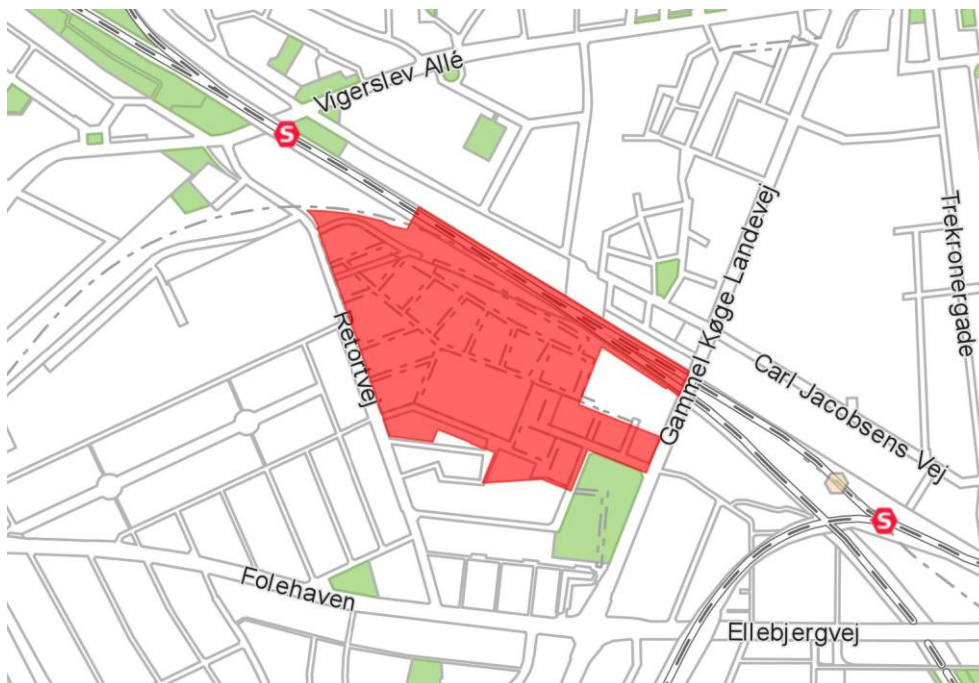 Vigerslev Allé
S
Gammel Køge Landevej
Trekronergade
Retortvej
Carl Jacobsens Vej
S
Folehaven
Ellebjergvej